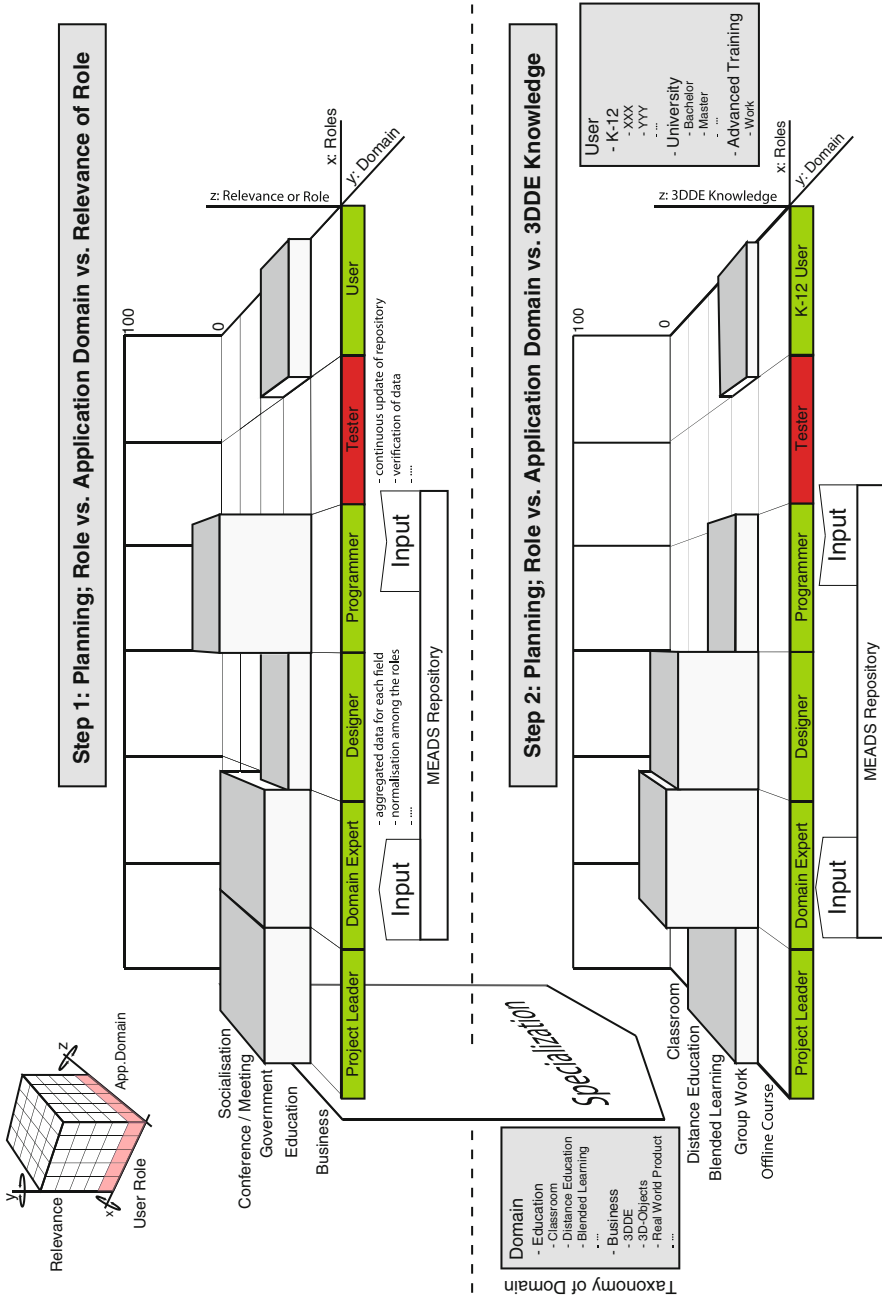 Step 1: Planning; Role vs. Application Domain vs. Relevance of Role
y
z
x
Relevance
User Role
App. Domain
100
0
z: Relevance or Role
x: Roles
y: Domain
Socialisation
Conference / Meeting
Government
Education
Business
Project Leader
Domain Expert
Designer
Programmer
Tester
User
Input
- aggregated data for each field
- normalisation among the roles
- ....
Input
- continuous update of repository
- verification of data
- ....
MEADS Repository
Specialization
Step 2: Planning; Role vs. Application Domain vs. 3DDE Knowledge
Taxonomy of Domain
Domain
- Education
- Classroom
- Distance Education
- Blended Learning
- ...
- Business
- 3DDE
- 3D-Objects
- Real World Product
- ...
User
- K-12
- XXX
- YYY
- ...
- University
- Bachelor
- Master
- ...
- Advanced Training
- Work
100
0
z: 3DDE Knowledge
x: Roles
y: Domain
Classroom
Distance Education
Blended Learning
Group Work
Offline Course
Project Leader
Domain Expert
Designer
Programmer
Tester
K-12 User
Input
Input
MEADS Repository